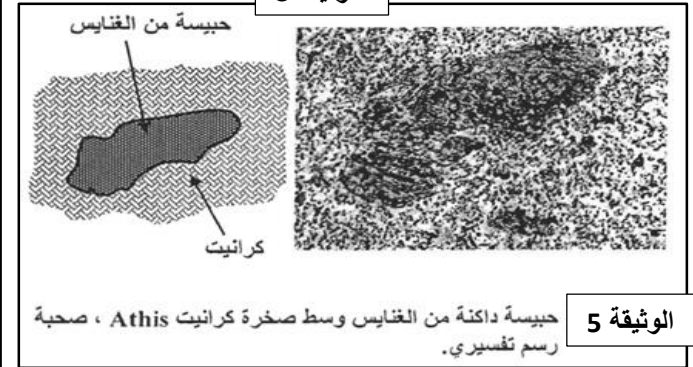 حبيسة من الغنايس
كرانيت
حبيسة داكنة من الغنايس وسط صخرة كرانيت Athis ، صحبة
رسم تفسيري.
الوثيقة 5